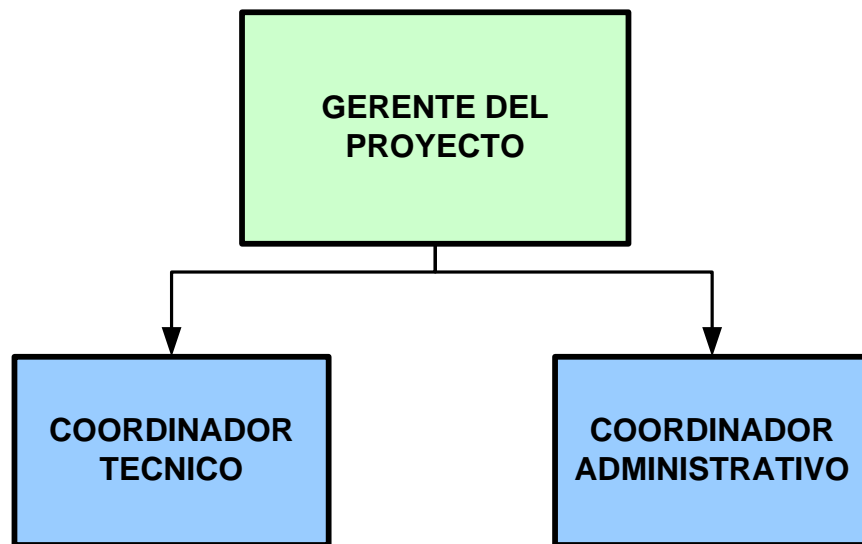 GERENTE DEL
PROYECTO
COORDINADOR
TECNICO
COORDINADOR
ADMINISTRATIVO